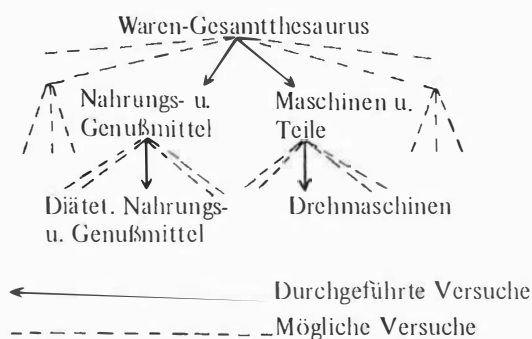 Waren-Gesamtthesaurus
Nahrungs- u.
Genußmittel
Maschinen u.
Teile
Diätet. Nahrungs-
u. Genußmittel
Drehmaschinen
Durchgeführte Versuche
Mögliche Versuche